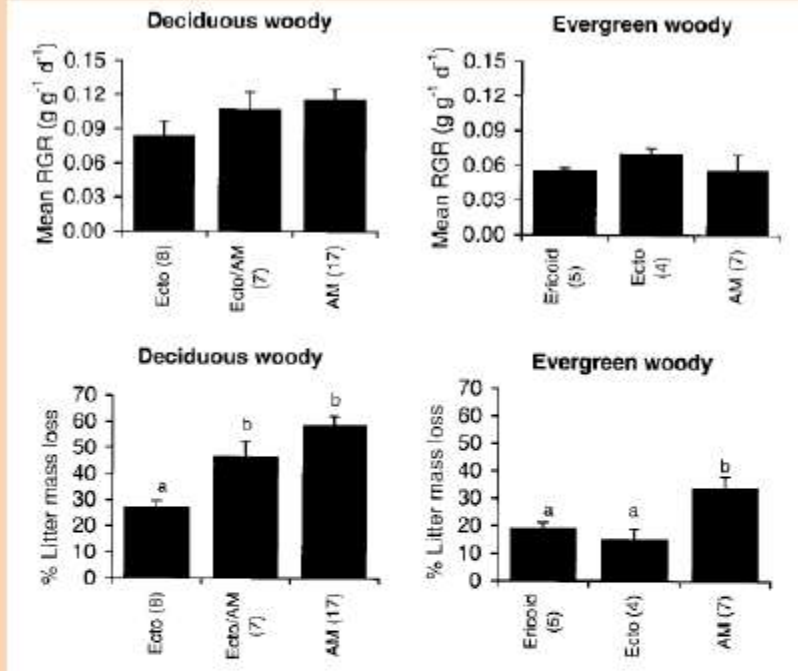 Deciduous woody
Mean RGR (g g⁻¹ d⁻¹)
0.15
0.12
0.09
0.06
0.03
0.00
Ecto (8)
Ecto/AM
(7)
AM (17)
Evergreen woody
Mean RGR (g g⁻¹ d⁻¹)
0.15
0.12
0.09
0.06
0.03
0.00
Ericoid
(5)
Ecto
(4)
AM (7)
Deciduous woody
% Litter mass loss
70
60
50
40
30
20
10
0
a
b
b
Ecto (8)
Ecto/AM
(7)
AM (17)
Evergreen woody
% Litter mass loss
70
60
50
40
30
20
10
0
a
a
b
Ericoid
(5)
Ecto (4)
AM (7)